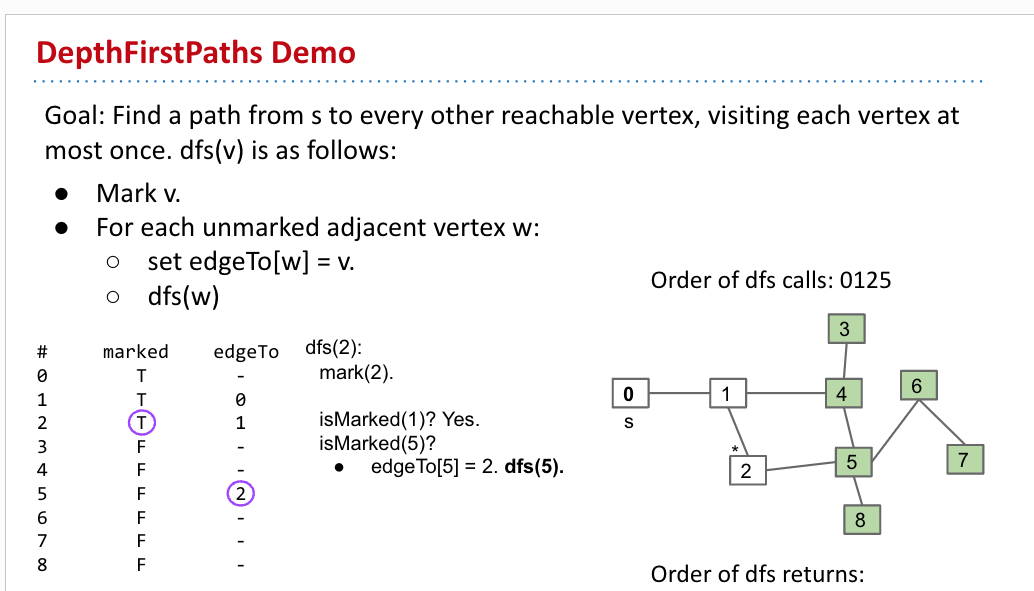 DepthFirstPaths Demo
Goal: Find a path from s to every other reachable vertex, visiting each vertex at
most once. dfs(v) is as follows:
● Mark v.
● For each unmarked adjacent vertex w:
○ set edgeTo[w] = v.
○ dfs(w)
# marked edgeTo
0 T -
1 T 0
2 T 1
3 F -
4 F -
5 F 2
6 F -
7 F -
8 F -
dfs(2):
mark(2).
isMarked(1)? Yes.
isMarked(5)?
● edgeTo[5] = 2. dfs(5).
Order of dfs calls: 0125
3
0
1
4
6
s
*
2
5
7
8
Order of dfs returns: